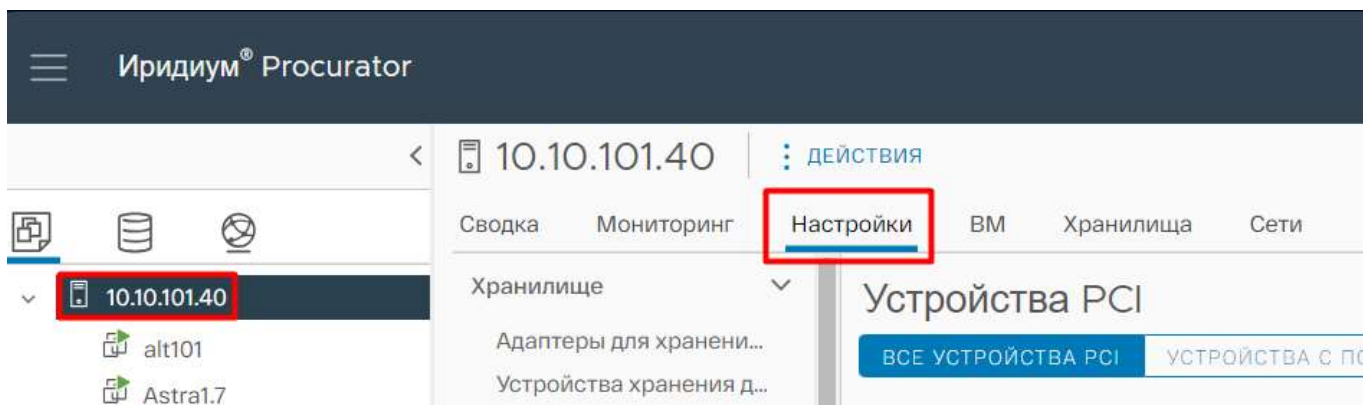 Иридиум® Procurator
10.10.101.40 ДЕЙСТВИЯ
Сводка Мониторинг Настройки ВМ Хранилища Сети
10.10.101.40
alt101
Astra1.7
Хранилище
Адаптеры для хранени...
Устройства хранения д...
Устройства PCI
ВСЕ УСТРОЙСТВА PCI УСТРОЙСТВА С